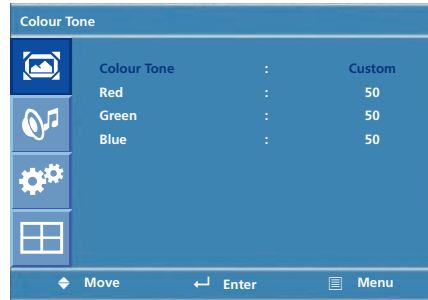 Colour Tone
Colour Tone : Custom
Red : 50
Green : 50
Blue : 50
Move Enter Menu